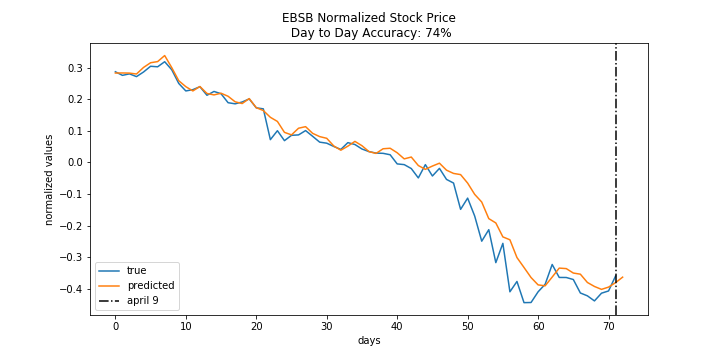 EBSB Normalized Stock Price
Day to Day Accuracy: 74%
normalized values
0.3
0.2
0.1
0.0
−0.1
−0.2
−0.3
−0.4
true
predicted
april 9
0 10 20 30 40 50 60 70
days